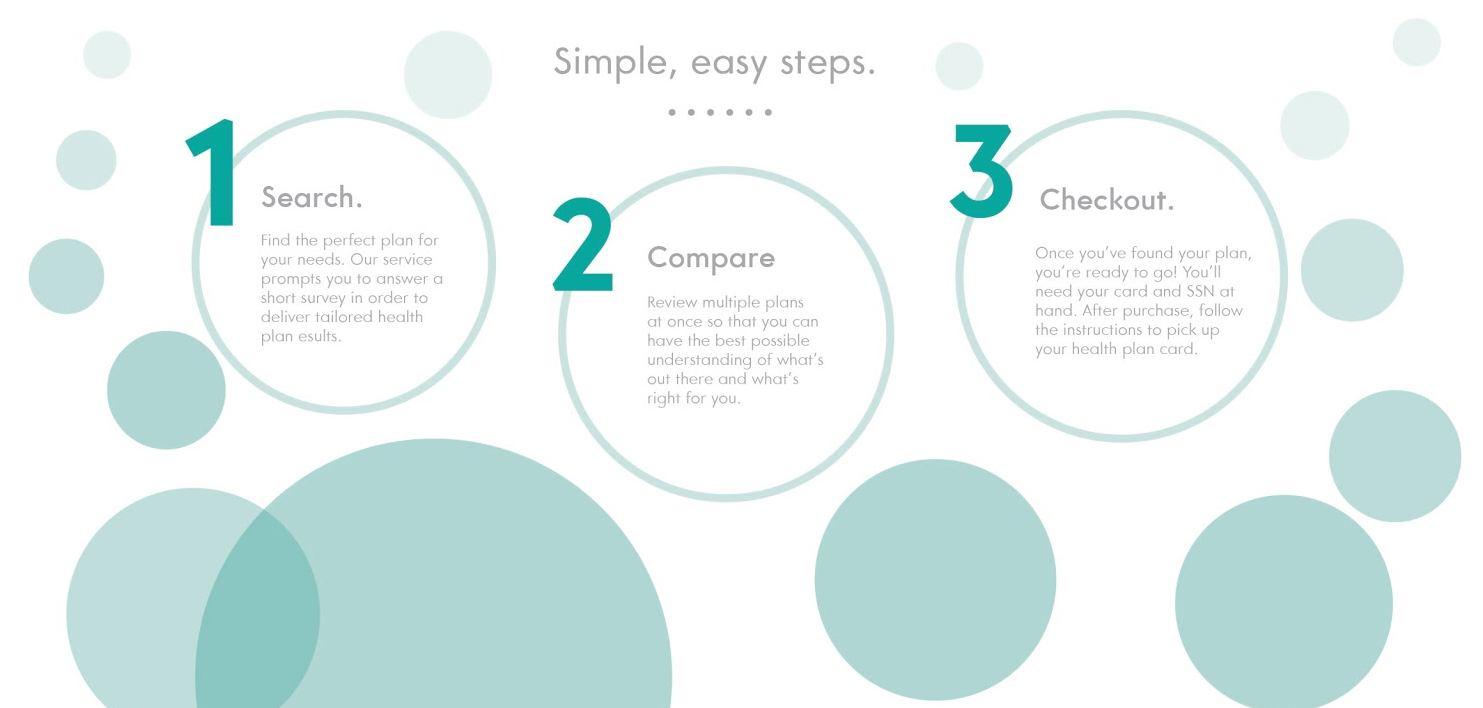 Simple, easy steps.
1
Search.
Find the perfect plan for
your needs. Our service
prompts you to answer a
short survey in order to
deliver tailored health
plan esults.
2
Compare
Review multiple plans
at once so that you can
have the best possible
understanding of what's
out there and what's
right for you.
3
Checkout.
Once you've found your plan,
you're ready to go! You'll
need your card and SSN at
hand. After purchase, follow
the instructions to pick up
your health plan card.